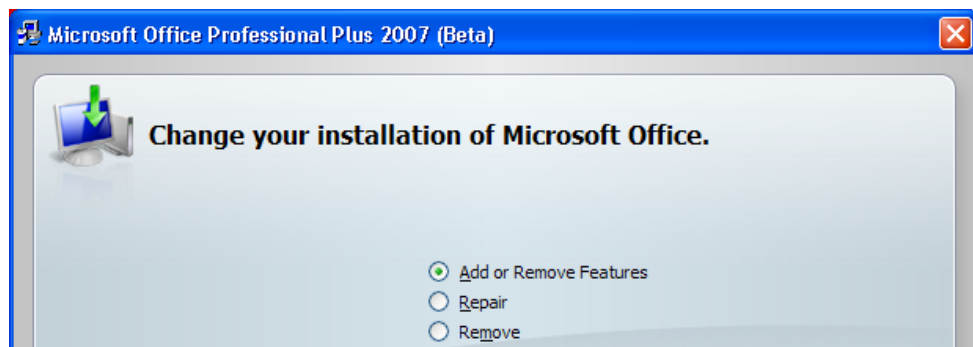 Microsoft Office Professional Plus 2007 (Beta)
Change your installation of Microsoft Office.
Add or Remove Features
Repair
Remove